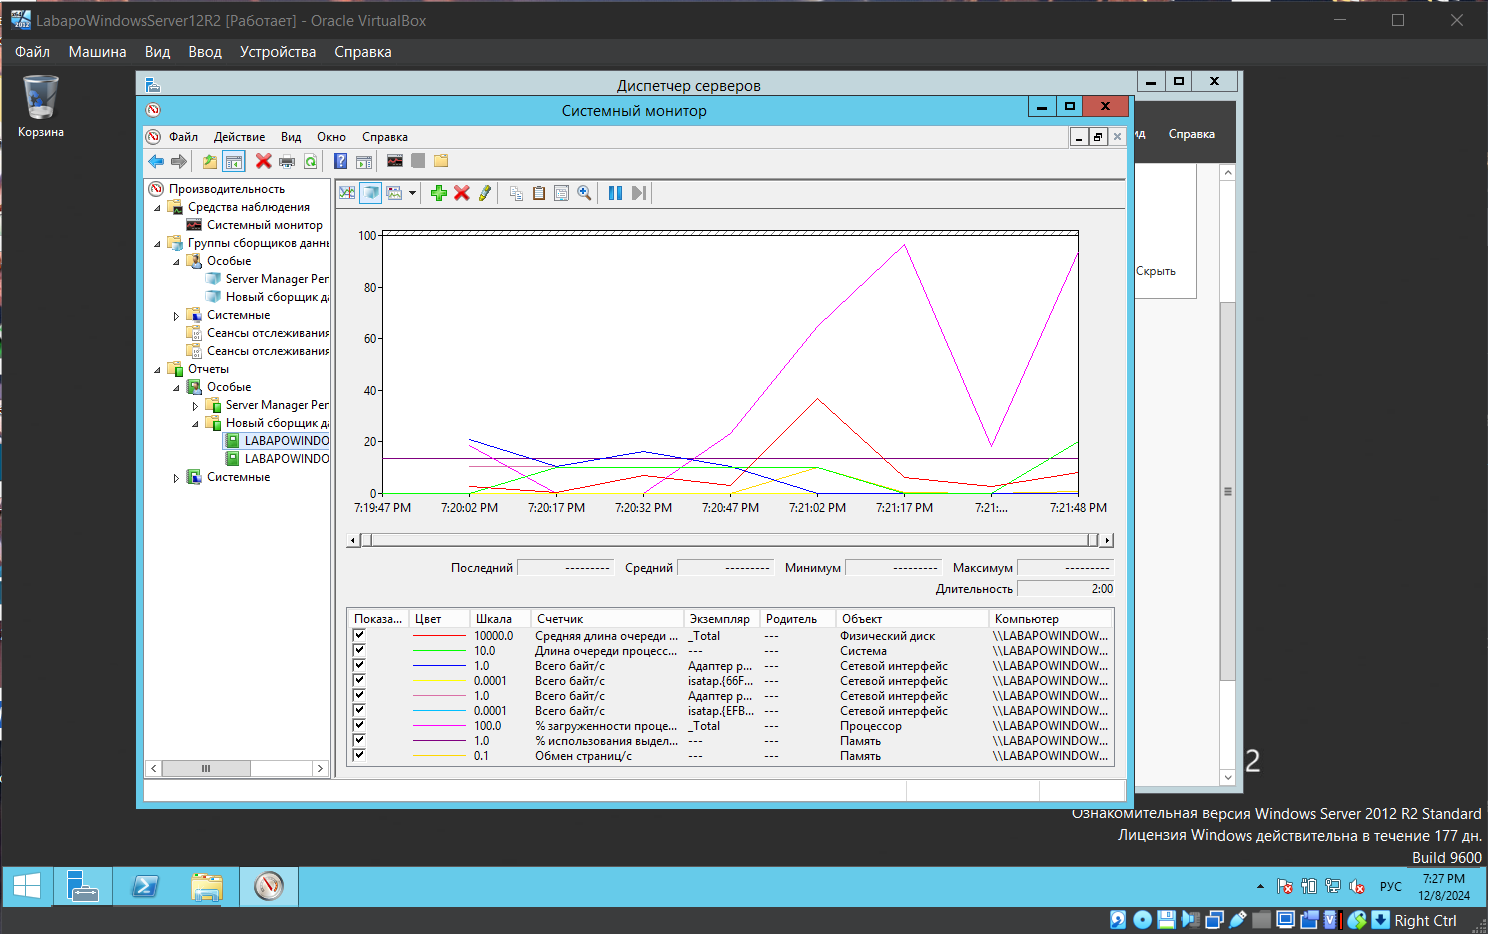 LabapoWindowsServer12R2 [Работает] - Oracle VirtualBox
Файл Машина Вид Ввод Устройства Справка
Корзина
Диспетчер серверов
ид Справка
Скрыть
Системный монитор
Файл Действие Вид Окно Справка
Производительность
Средства наблюдения
Системный монитор
Группы сборщиков данн
Особые
Server Manager Per
Новый сборщик да
Системные
Сеансы отслеживания
Сеансы отслеживания
Отчеты
Особые
Server Manager Per
Новый сборщик да
LABAPOWINDO
LABAPOWINDO
Системные
100
80
60
40
20
0
7:19:47 PM 7:20:02 PM 7:20:17 PM 7:20:32 PM 7:20:47 PM 7:21:02 PM 7:21:17 PM 7:21:... 7:21:48 PM
Последний --------- Средний --------- Минимум --------- Максимум ---------
Длительность 2:00
Показа... Цвет Шкала Счетчик Экземпляр Родитель Объект Компьютер
10000.0 Средняя длина очереди ... _Total --- Физический диск \\LABAPOWINDOW...
10.0 Длина очереди процесс... --- --- Система \\LABAPOWINDOW...
1.0 Всего байт/с Адаптер р... --- Сетевой интерфейс \\LABAPOWINDOW...
0.0001 Всего байт/с isatap.{66F... --- Сетевой интерфейс \\LABAPOWINDOW...
1.0 Всего байт/с Адаптер р... --- Сетевой интерфейс \\LABAPOWINDOW...
0.0001 Всего байт/с isatap.{EFB... --- Сетевой интерфейс \\LABAPOWINDOW...
100.0 % загруженности проце... _Total --- Процессор \\LABAPOWINDOW...
1.0 % использования выдел... --- --- Память \\LABAPOWINDOW...
0.1 Обмен страниц/с --- --- Память \\LABAPOWINDOW...
2
Ознакомительная версия Windows Server 2012 R2 Standard
Лицензия Windows действительна в течение 177 дн.
Build 9600
РУС
7:27 PM
12/8/2024
Right Ctrl